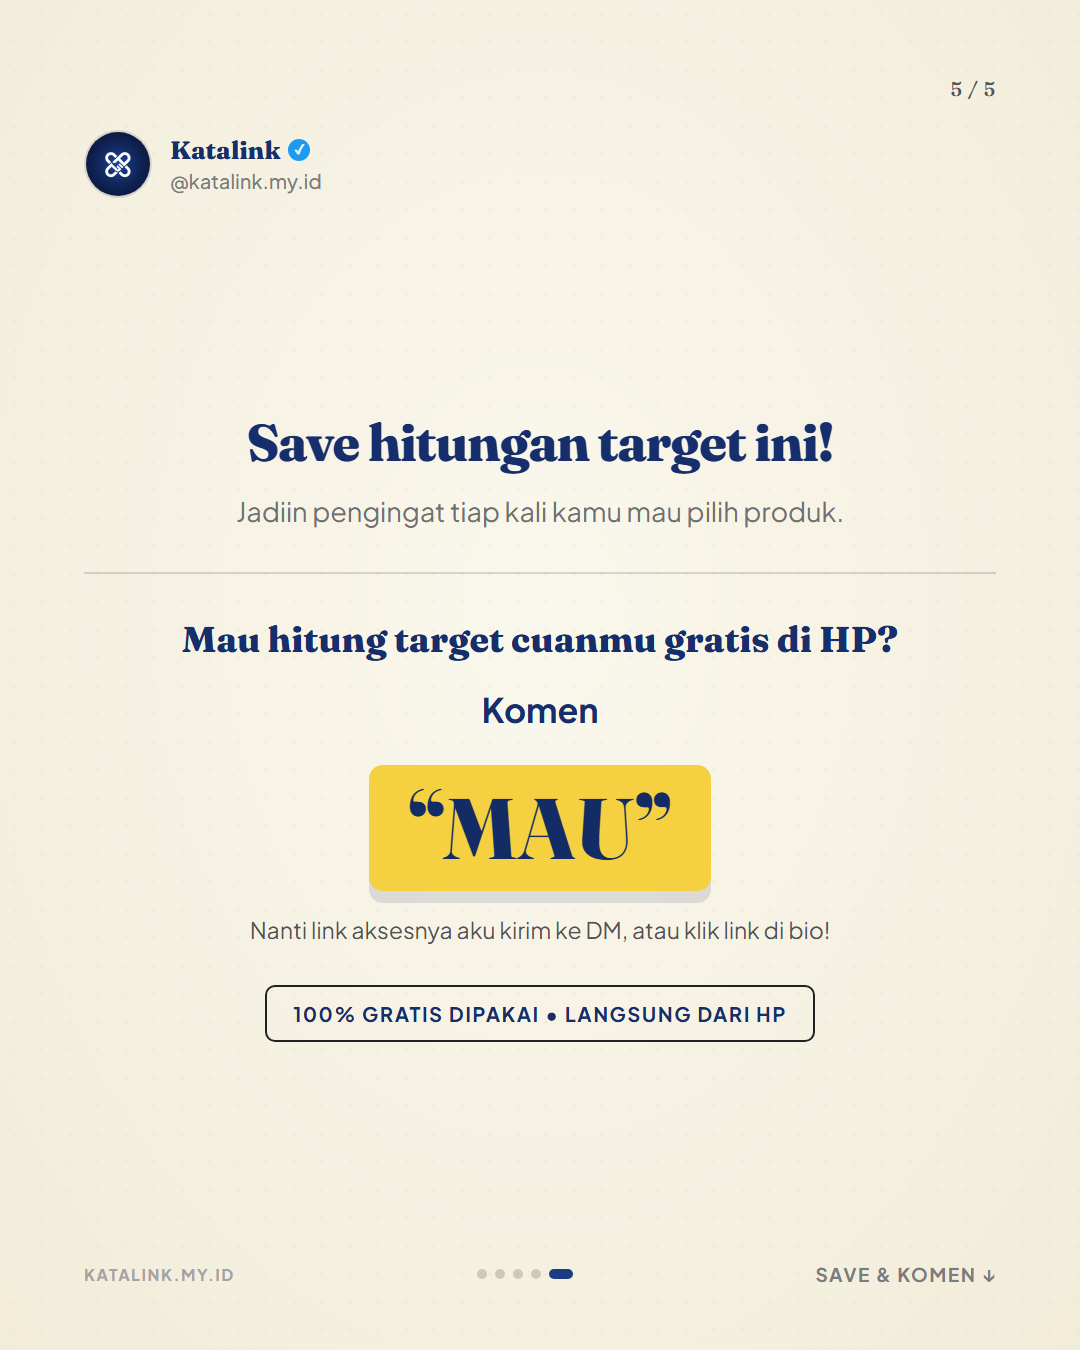 5 / 5
Katalink
@katalink.my.id
Save hitungan target ini!
Jadiin pengingat tiap kali kamu mau pilih produk.
Mau hitung target cuanmu gratis di HP?
Komen
“MAU”
Nanti link aksesnya aku kirim ke DM, atau klik link di bio!
100% GRATIS DIPAKAI • LANGSUNG DARI HP
KATALINK.MY.ID
SAVE & KOMEN ↓